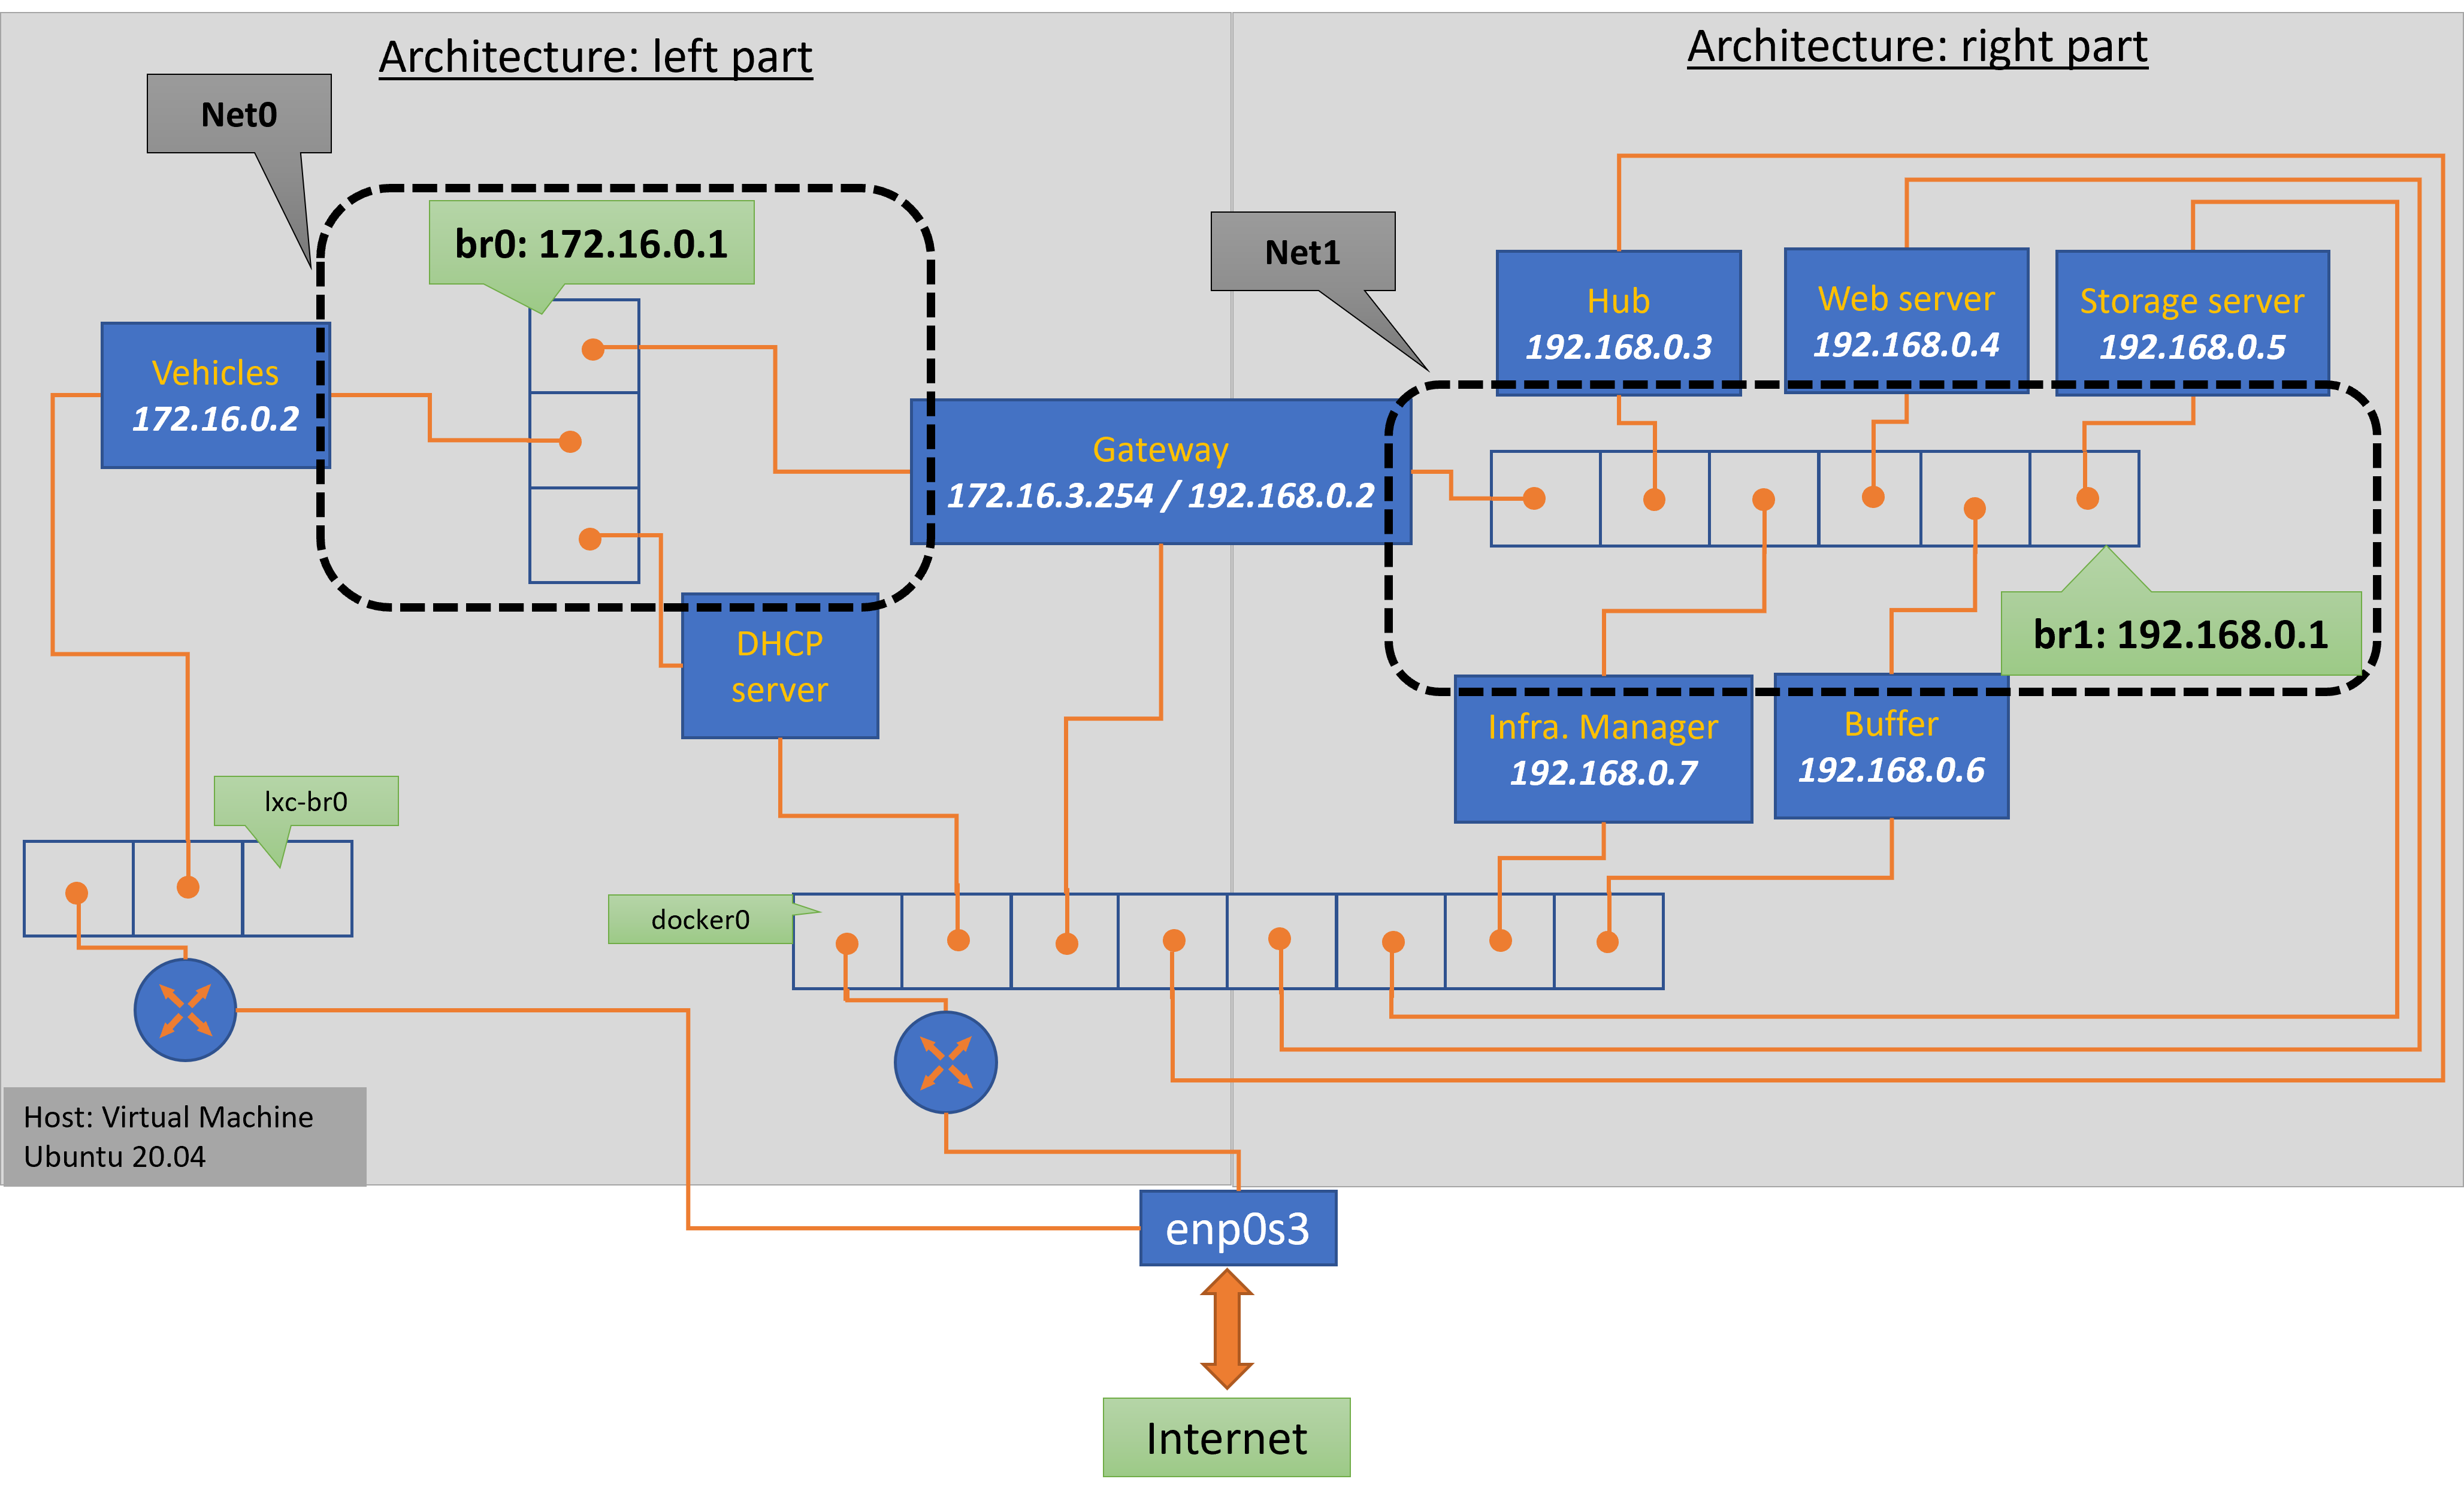 Architecture: left part
Architecture: right part
Net0
br0: 172.16.0.1
Net1
Hub
192.168.0.3
Web server
192.168.0.4
Storage server
192.168.0.5
Vehicles
172.16.0.2
Gateway
172.16.3.254 / 192.168.0.2
DHCP
server
br1: 192.168.0.1
Infra. Manager
192.168.0.7
Buffer
192.168.0.6
lxc-br0
docker0
Host: Virtual Machine
Ubuntu 20.04
enp0s3
Internet